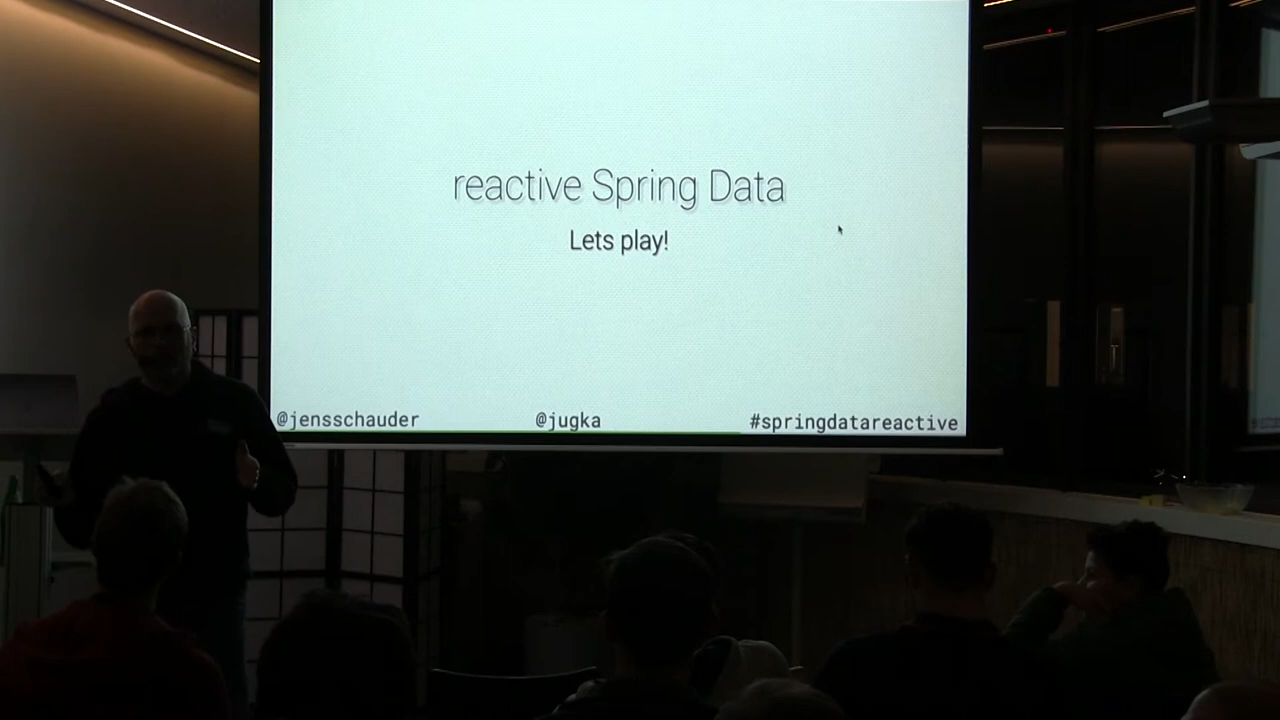 reactive Spring Data
Lets play!
@jensschauder @jugka #springdatareactive